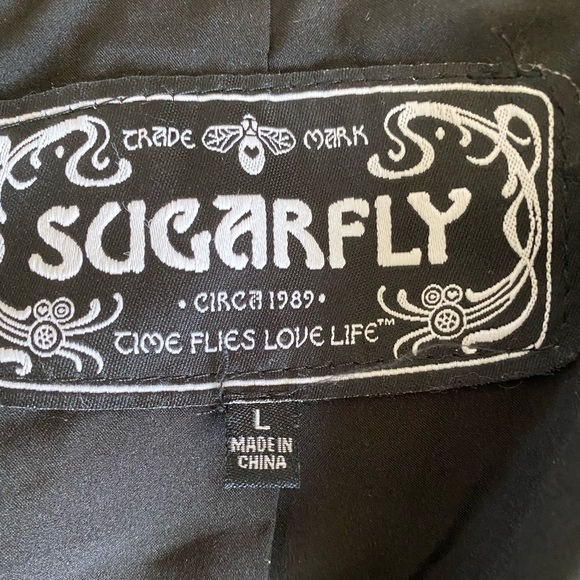 TRADE MARK
SUGARFLY
• CIRCA 1989 •
TIME FLIES LOVE LIFE™
L
MADE IN
CHINA